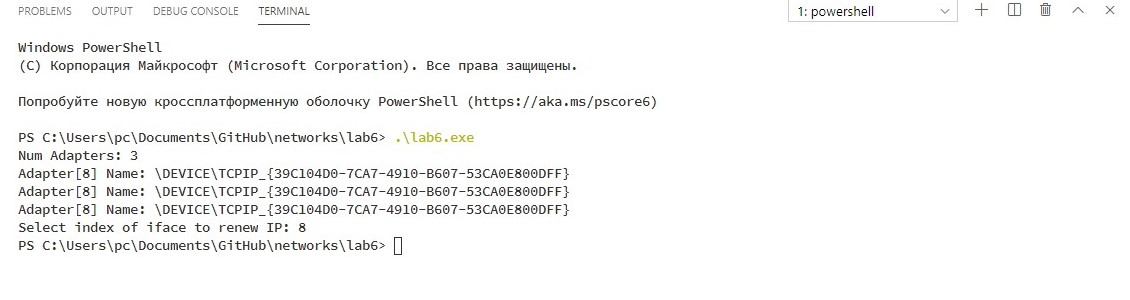 PROBLEMS OUTPUT DEBUG CONSOLE TERMINAL 1: powershell
Windows PowerShell
(C) Корпорация Майкрософт (Microsoft Corporation). Все права защищены.
Попробуйте новую кроссплатформенную оболочку PowerShell (https://aka.ms/pscore6)
PS C:\Users\pc\Documents\GitHub\networks\lab6> .\lab6.exe
Num Adapters: 3
Adapter[8] Name: \DEVICE\TCPIP_{39C104D0-7CA7-4910-B607-53CA0E800DFF}
Adapter[8] Name: \DEVICE\TCPIP_{39C104D0-7CA7-4910-B607-53CA0E800DFF}
Adapter[8] Name: \DEVICE\TCPIP_{39C104D0-7CA7-4910-B607-53CA0E800DFF}
Select index of iface to renew IP: 8
PS C:\Users\pc\Documents\GitHub\networks\lab6>